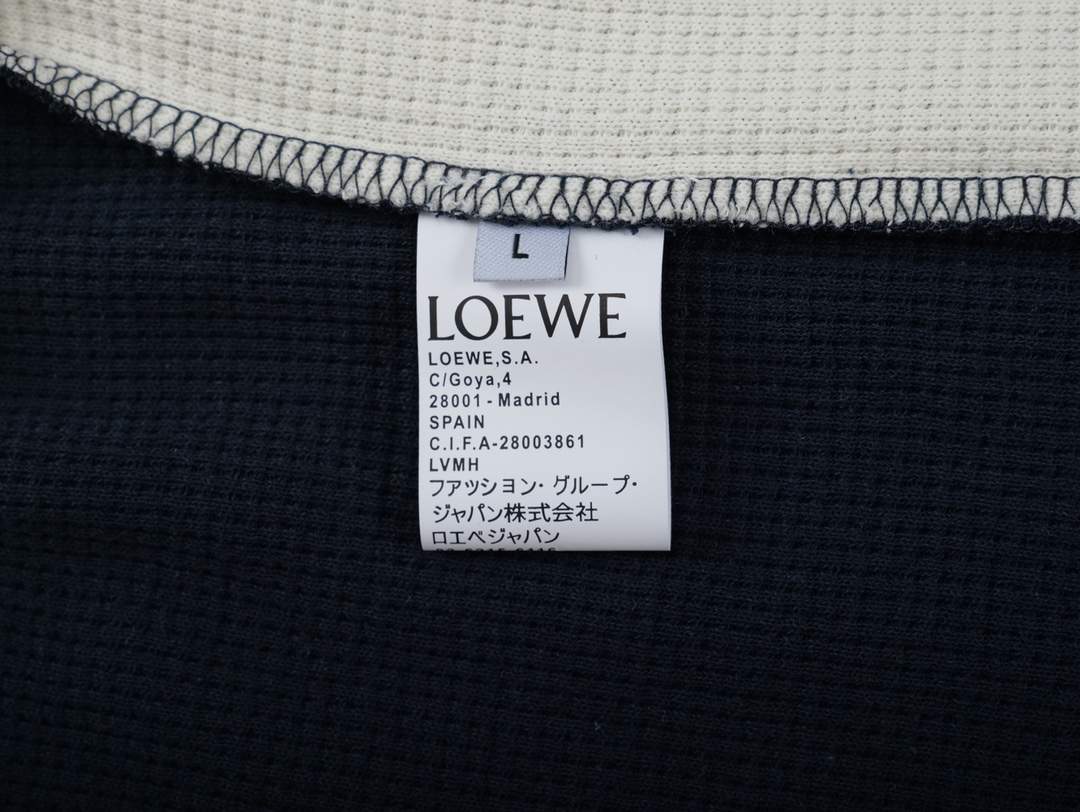 L
LOEWE
LOEWE,S.A.
C/Goya,4
28001 - Madrid
SPAIN
C.I.F.A-28003861
LVMH
ファッション・グループ・
ジャパン株式会社
ロエベジャパン